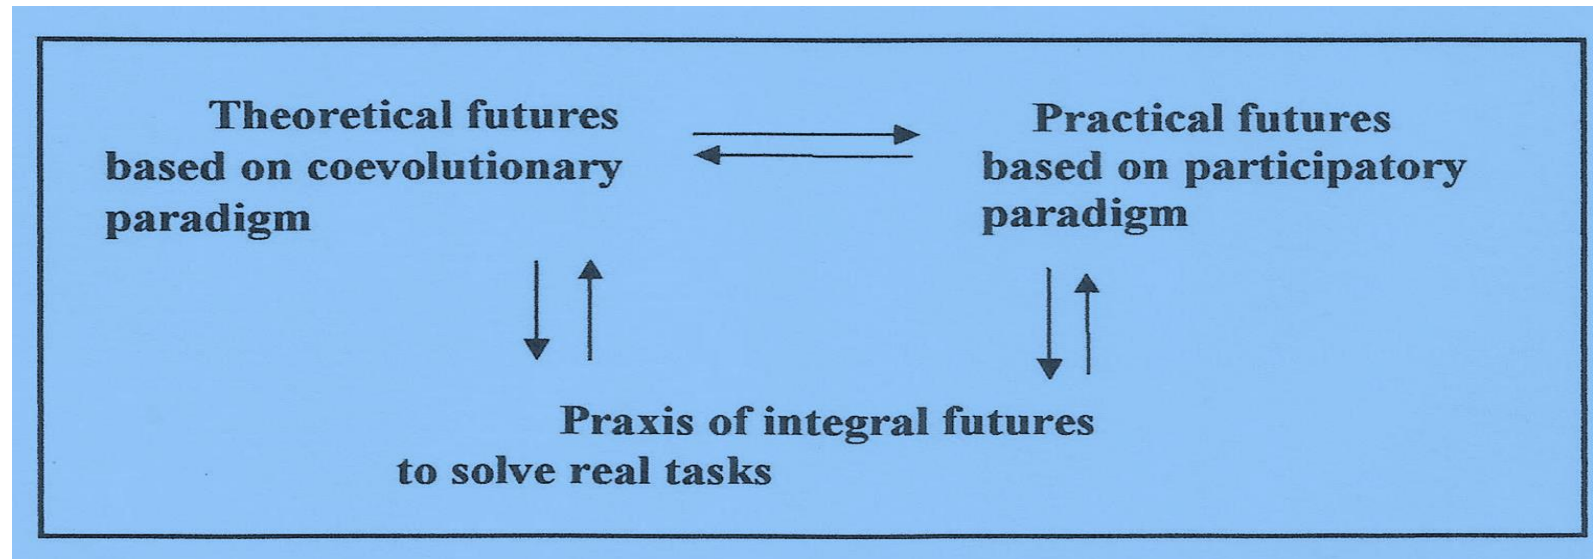 Theoretical futures
based on coevolutionary
paradigm
Practical futures
based on participatory
paradigm
Praxis of integral futures
to solve real tasks